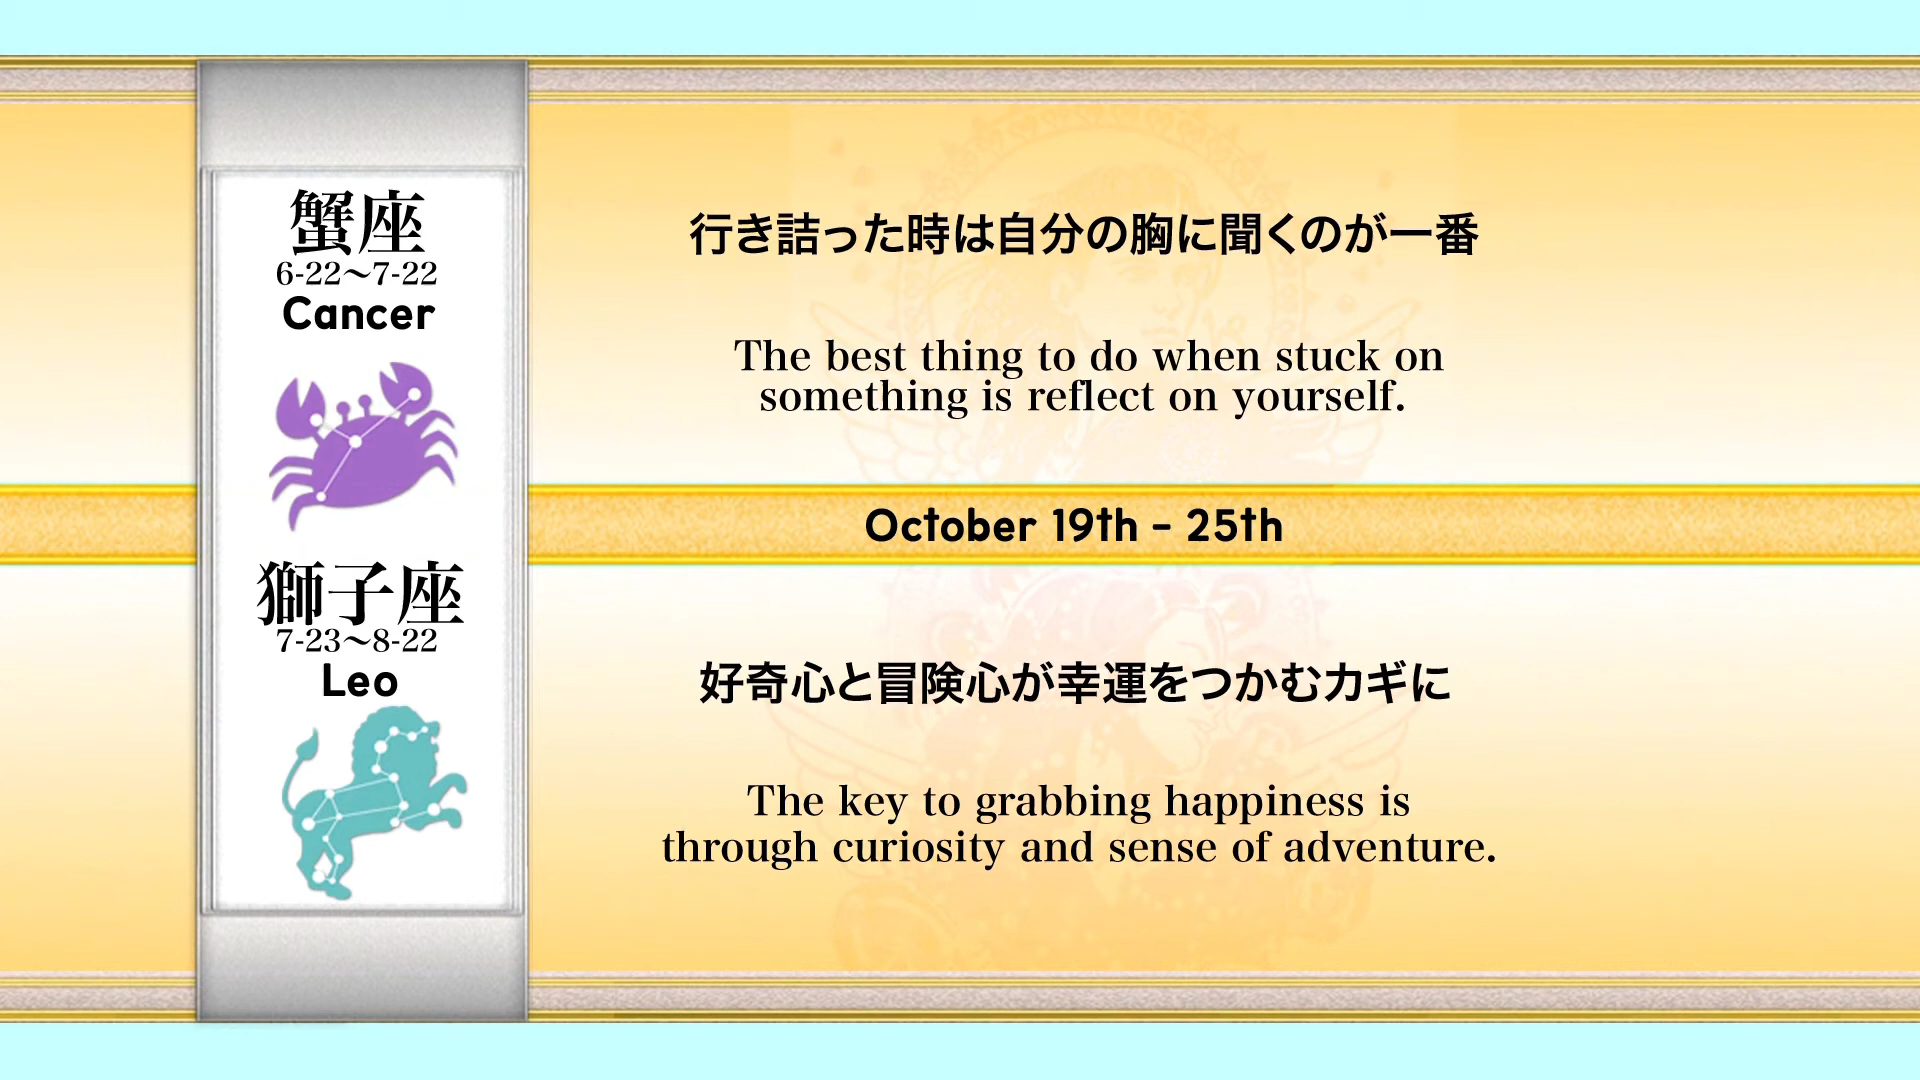 蟹座
6-22〜7-22
Cancer
行き詰った時は自分の胸に聞くのが一番
The best thing to do when stuck on
something is reflect on yourself.
October 19th - 25th
獅子座
7-23〜8-22
Leo
好奇心と冒険心が幸運をつかむカギに
The key to grabbing happiness is
through curiosity and sense of adventure.